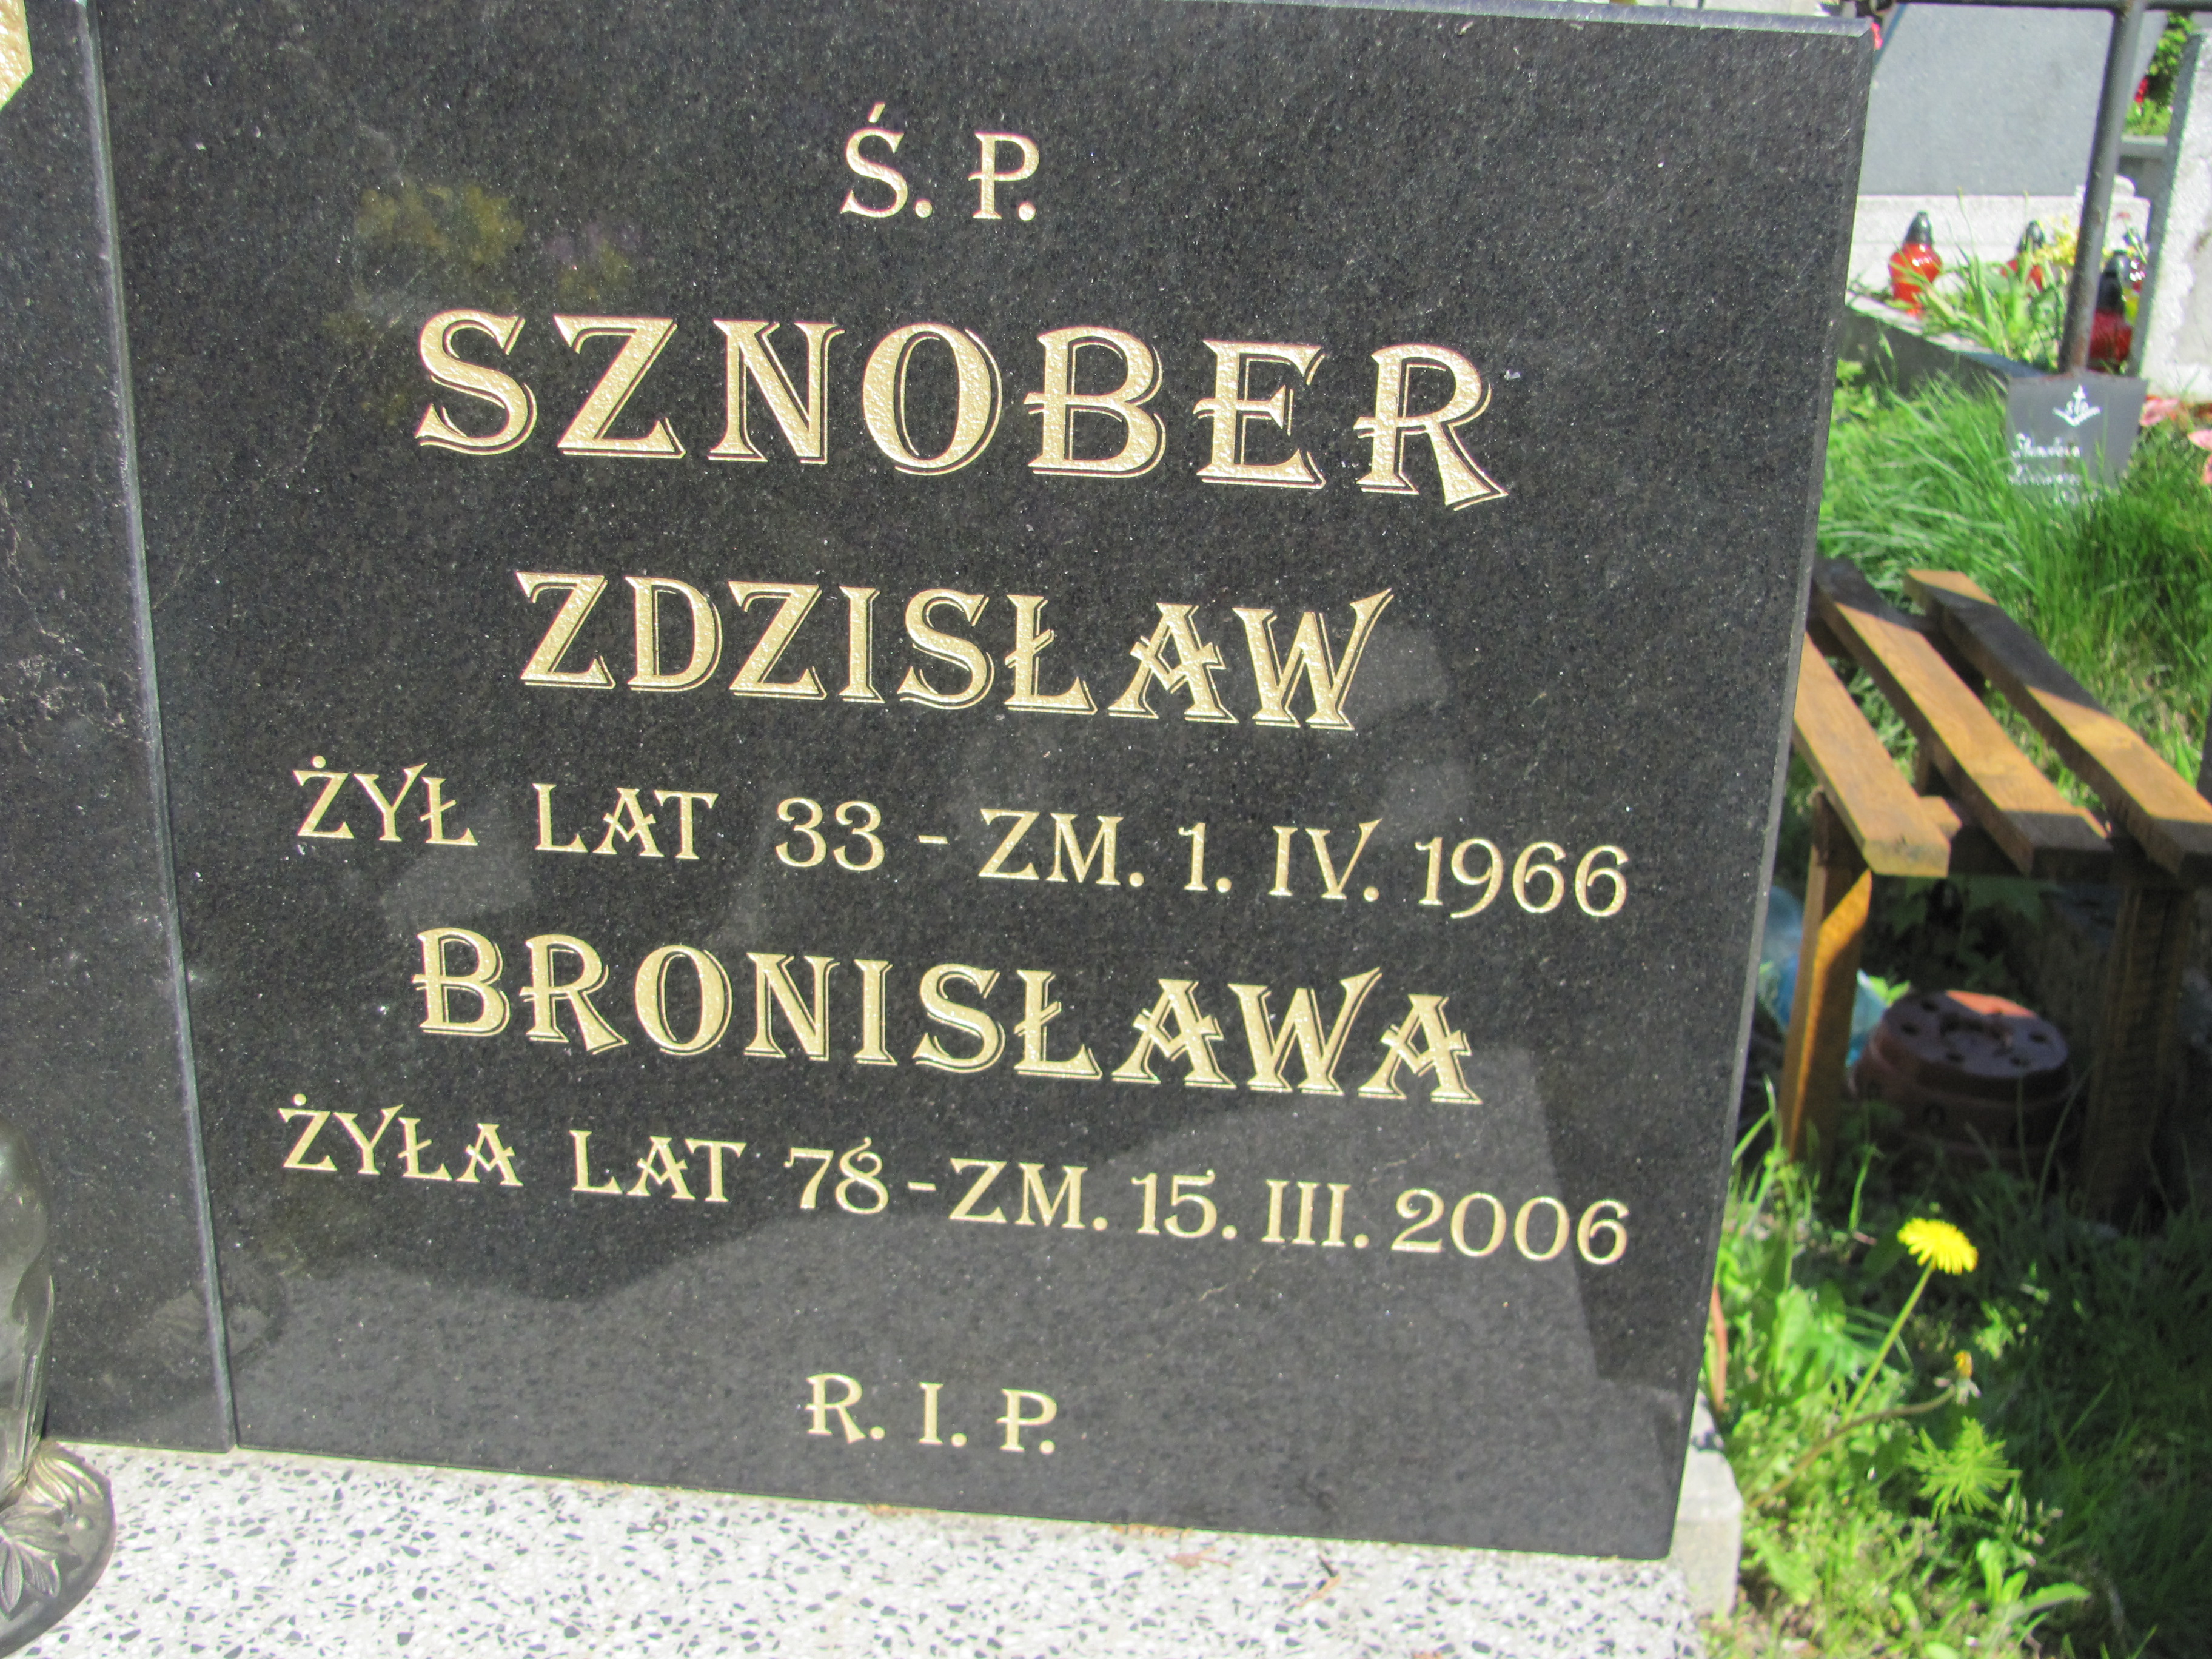 Ś. P.
SZNOBER
ZDZISŁAW
ŻYŁ LAT 33 - ZM. 1. IV. 1966
BRONISŁAWA
ŻYŁA LAT 78 - ZM. 15. III. 2006
R. I. P.